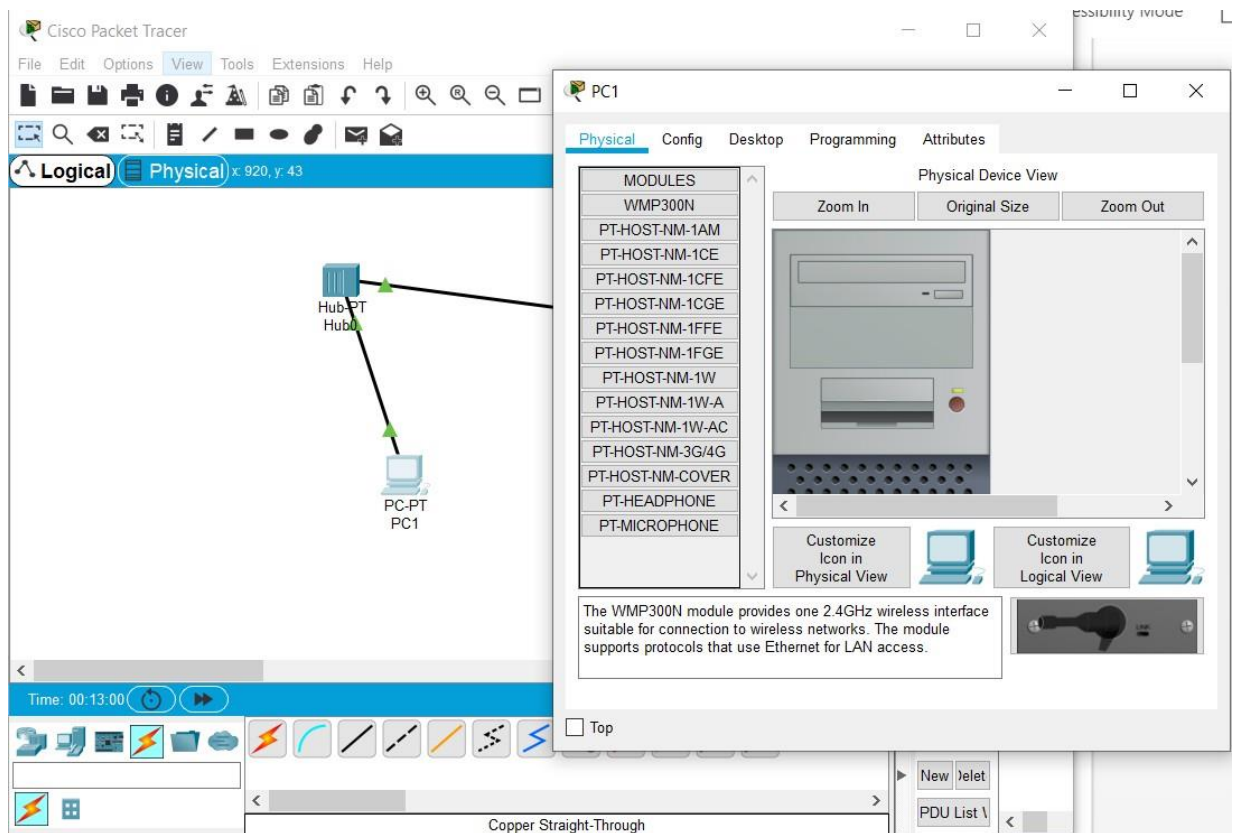 Cisco Packet Tracer
File Edit Options View Tools Extensions Help
Logical Physical x: 920, y: 43
Hub-PT
Hub0
PC-PT
PC1
Time: 00:13:00
Copper Straight-Through
New
PDU List
Mode
PC1
Physical Config Desktop Programming Attributes
MODULES
WMP300N
PT-HOST-NM-1AM
PT-HOST-NM-1CE
PT-HOST-NM-1CFE
PT-HOST-NM-1CGE
PT-HOST-NM-1FFE
PT-HOST-NM-1FGE
PT-HOST-NM-1W
PT-HOST-NM-1W-A
PT-HOST-NM-1W-AC
PT-HOST-NM-3G/4G
PT-HOST-NM-COVER
PT-HEADPHONE
PT-MICROPHONE
Physical Device View
Zoom In Original Size Zoom Out
Customize
Icon in
Physical View
Customize
Icon in
Logical View
The WMP300N module provides one 2.4GHz wireless interface
suitable for connection to wireless networks. The module
supports protocols that use Ethernet for LAN access.
LINK
Top